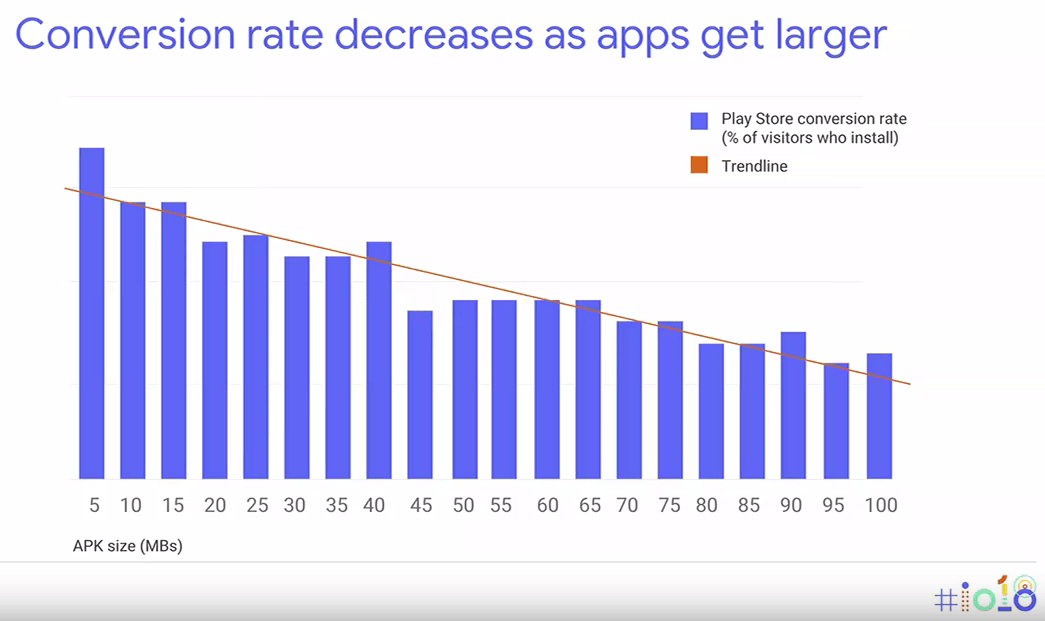 Conversion rate decreases as apps get larger
Play Store conversion rate
(% of visitors who install)
Trendline
5 10 15 20 25 30 35 40 45 50 55 60 65 70 75 80 85 90 95 100
APK size (MBs)
#io18